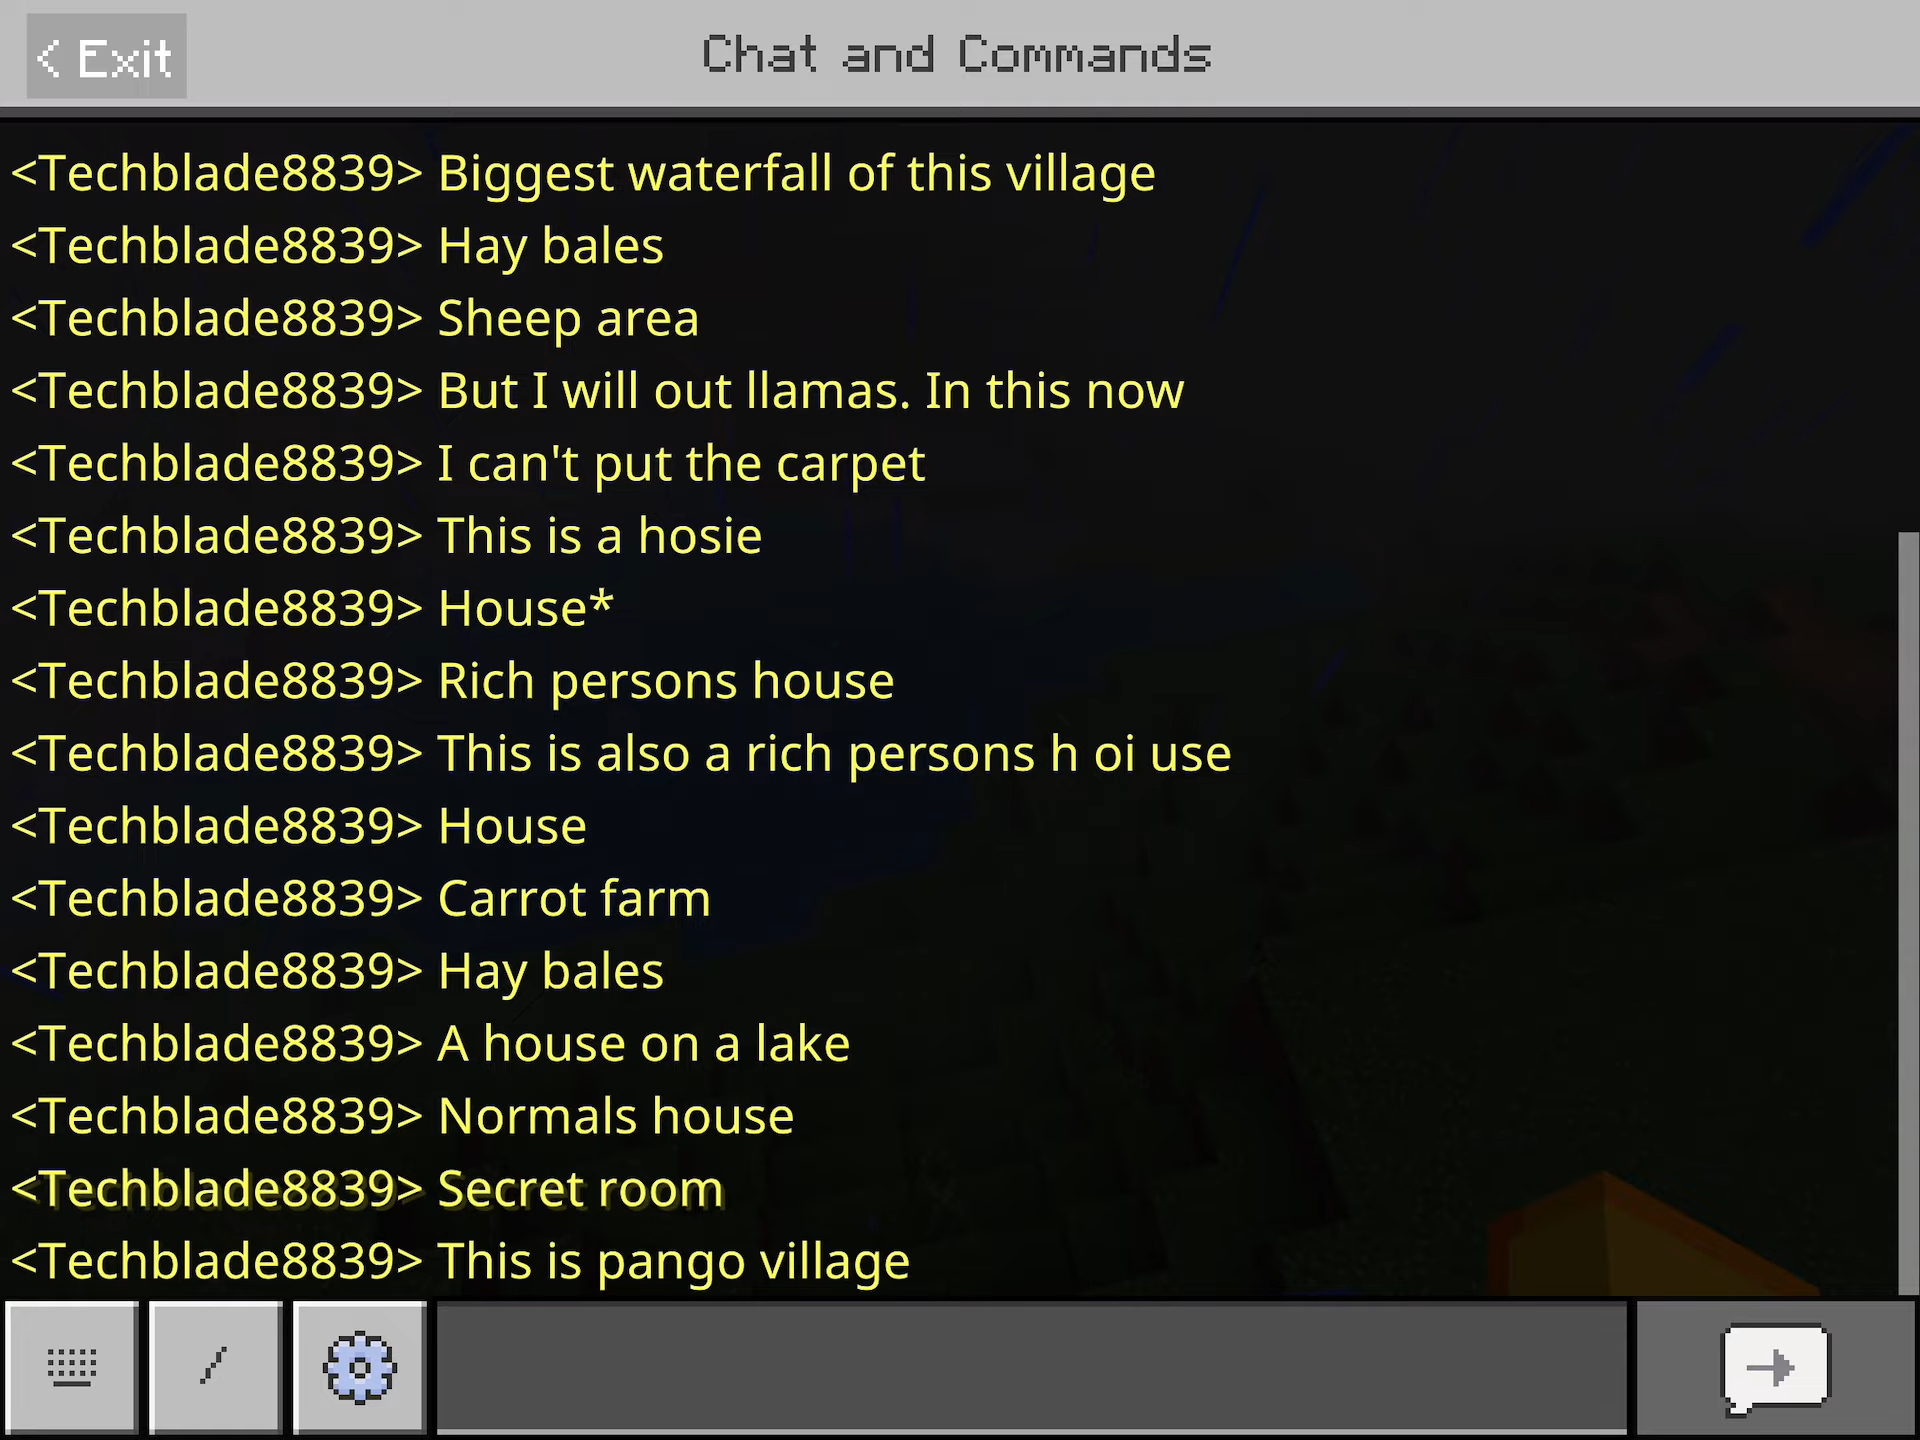 < Exit
Chat and Commands
<Techblade8839> Biggest waterfall of this village
<Techblade8839> Hay bales
<Techblade8839> Sheep area
<Techblade8839> But I will out llamas. In this now
<Techblade8839> I can't put the carpet
<Techblade8839> This is a hosie
<Techblade8839> House*
<Techblade8839> Rich persons house
<Techblade8839> This is also a rich persons h oi use
<Techblade8839> House
<Techblade8839> Carrot farm
<Techblade8839> Hay bales
<Techblade8839> A house on a lake
<Techblade8839> Normals house
<Techblade8839> Secret room
<Techblade8839> This is pango village
/